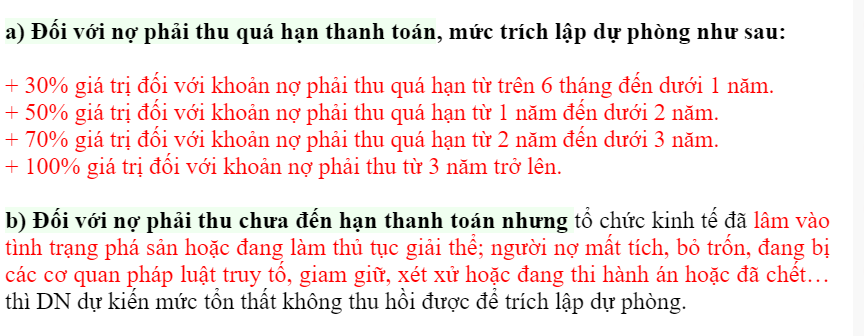 a) Đối với nợ phải thu quá hạn thanh toán, mức trích lập dự phòng như sau:
+ 30% giá trị đối với khoản nợ phải thu quá hạn từ trên 6 tháng đến dưới 1 năm.
+ 50% giá trị đối với khoản nợ phải thu quá hạn từ 1 năm đến dưới 2 năm.
+ 70% giá trị đối với khoản nợ phải thu quá hạn từ 2 năm đến dưới 3 năm.
+ 100% giá trị đối với khoản nợ phải thu từ 3 năm trở lên.
b) Đối với nợ phải thu chưa đến hạn thanh toán nhưng tổ chức kinh tế đã lâm vào
tình trạng phá sản hoặc đang làm thủ tục giải thể; người nợ mất tích, bỏ trốn, đang bị
các cơ quan pháp luật truy tố, giam giữ, xét xử hoặc đang thi hành án hoặc đã chết…
thì DN dự kiến mức tổn thất không thu hồi được để trích lập dự phòng.